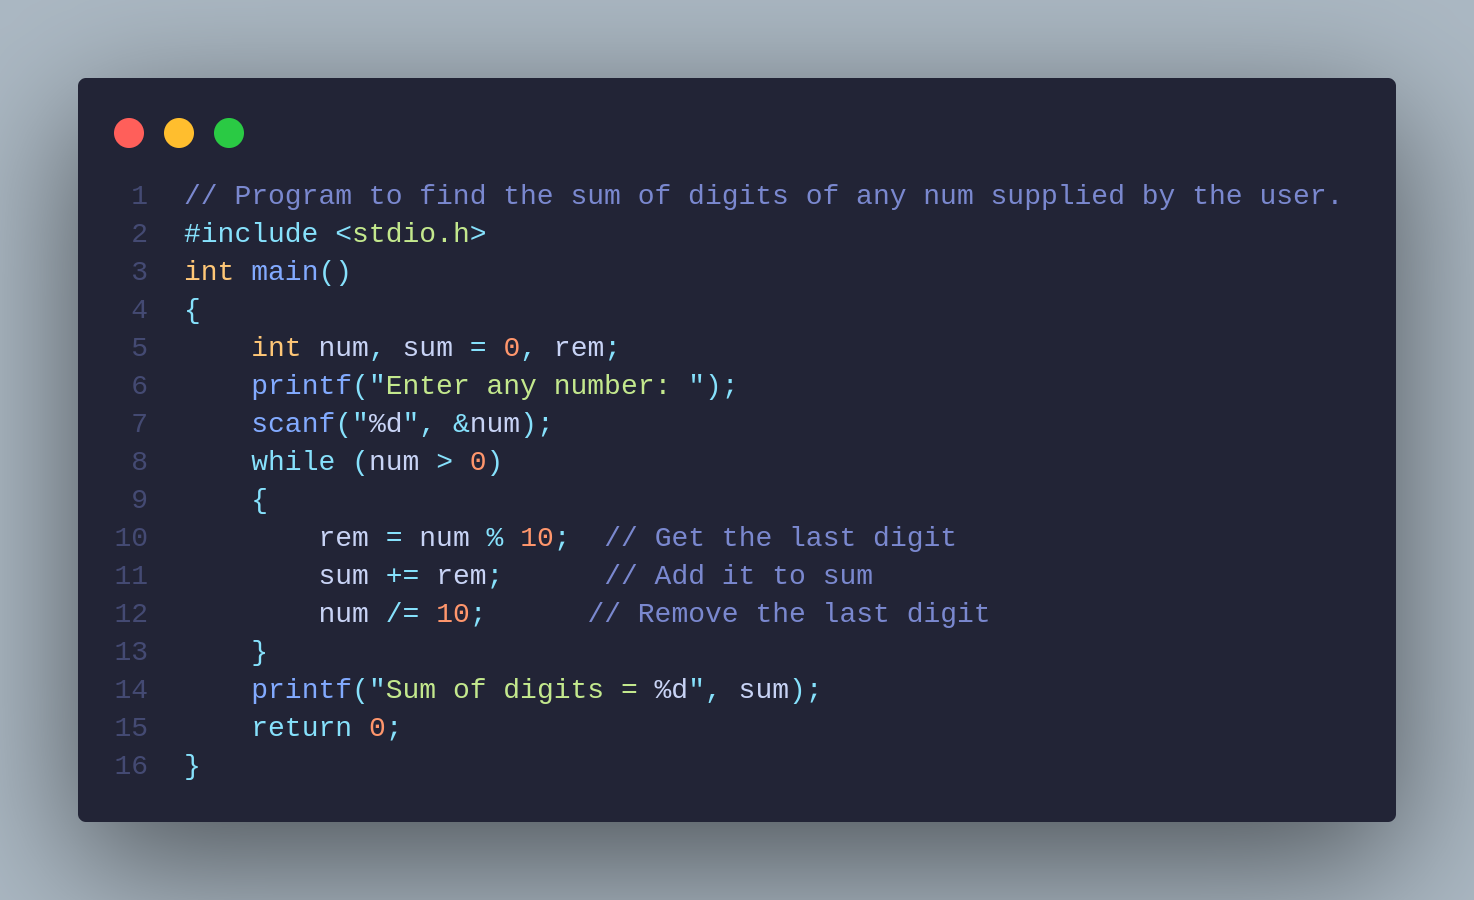 1 // Program to find the sum of digits of any num supplied by the user.
2 #include <stdio.h>
3 int main()
4 {
5     int num, sum = 0, rem;
6     printf("Enter any number: ");
7     scanf("%d", &num);
8     while (num > 0)
9     {
10         rem = num % 10;  // Get the last digit
11         sum += rem;      // Add it to sum
12         num /= 10;      // Remove the last digit
13     }
14     printf("Sum of digits = %d", sum);
15     return 0;
16 }